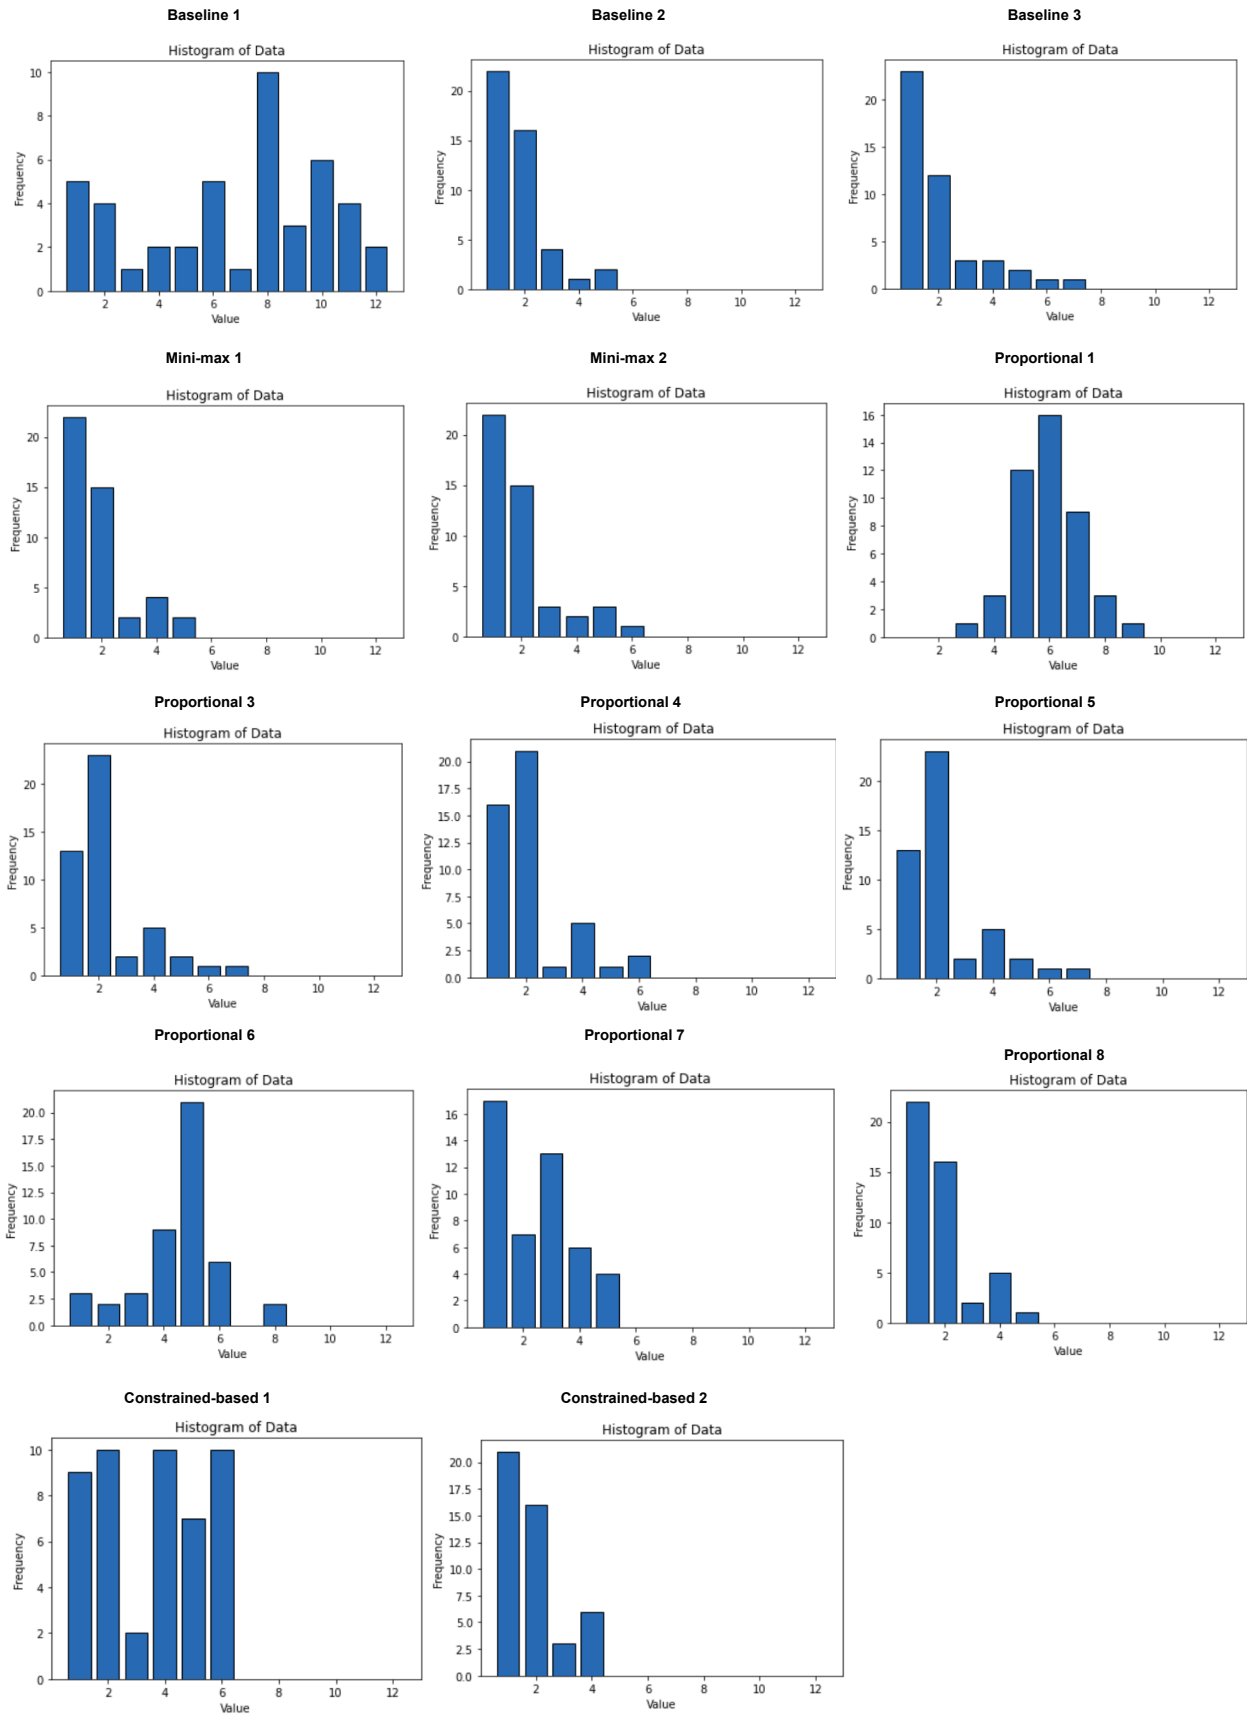 Baseline 1
Histogram of Data
10
8
6
4
2
0
Frequency
2 4 6 8 10 12
Value
Baseline 2
Histogram of Data
20
15
10
5
0
Frequency
2 4 6 8 10 12
Value
Baseline 3
Histogram of Data
20
15
10
5
0
Frequency
2 4 6 8 10 12
Value
Mini-max 1
Histogram of Data
20
15
10
5
0
Frequency
2 4 6 8 10 12
Value
Mini-max 2
Histogram of Data
20
15
10
5
0
Frequency
2 4 6 8 10 12
Value
Proportional 1
Histogram of Data
16
14
12
10
8
6
4
2
0
Frequency
2 4 6 8 10 12
Value
Proportional 3
Histogram of Data
20
15
10
5
0
Frequency
2 4 6 8 10 12
Value
Proportional 4
Histogram of Data
20.0
17.5
15.0
12.5
10.0
7.5
5.0
2.5
0.0
Frequency
2 4 6 8 10 12
Value
Proportional 5
Histogram of Data
20
15
10
5
0
Frequency
2 4 6 8 10 12
Value
Proportional 6
Histogram of Data
20.0
17.5
15.0
12.5
10.0
7.5
5.0
2.5
0.0
Frequency
2 4 6 8 10 12
Value
Proportional 7
Histogram of Data
16
14
12
10
8
6
4
2
0
Frequency
2 4 6 8 10 12
Value
Proportional 8
Histogram of Data
20
15
10
5
0
Frequency
2 4 6 8 10 12
Value
Constrained-based 1
Histogram of Data
10
8
6
4
2
0
Frequency
2 4 6 8 10 12
Value
Constrained-based 2
Histogram of Data
20.0
17.5
15.0
12.5
10.0
7.5
5.0
2.5
0.0
Frequency
2 4 6 8 10 12
Value